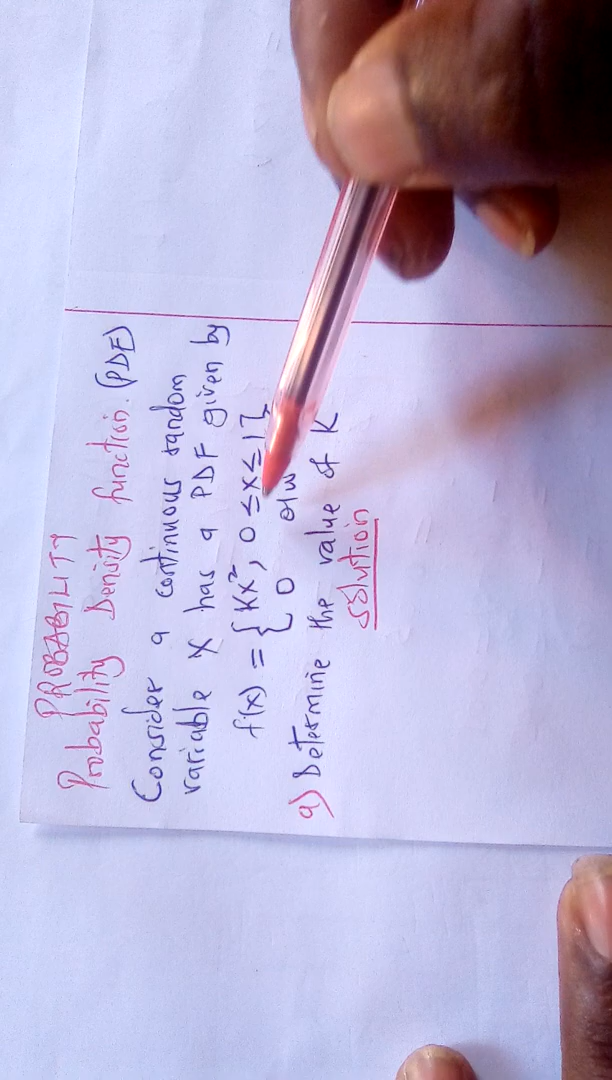 PROBABILITY
Probability Density function. (PDF)
Consider a continuous random
variable X has a PDF given by
f(x) = { Kx², 0 ≤ x ≤ 1 }
0 o/w
a) Determine the value of K
Solution